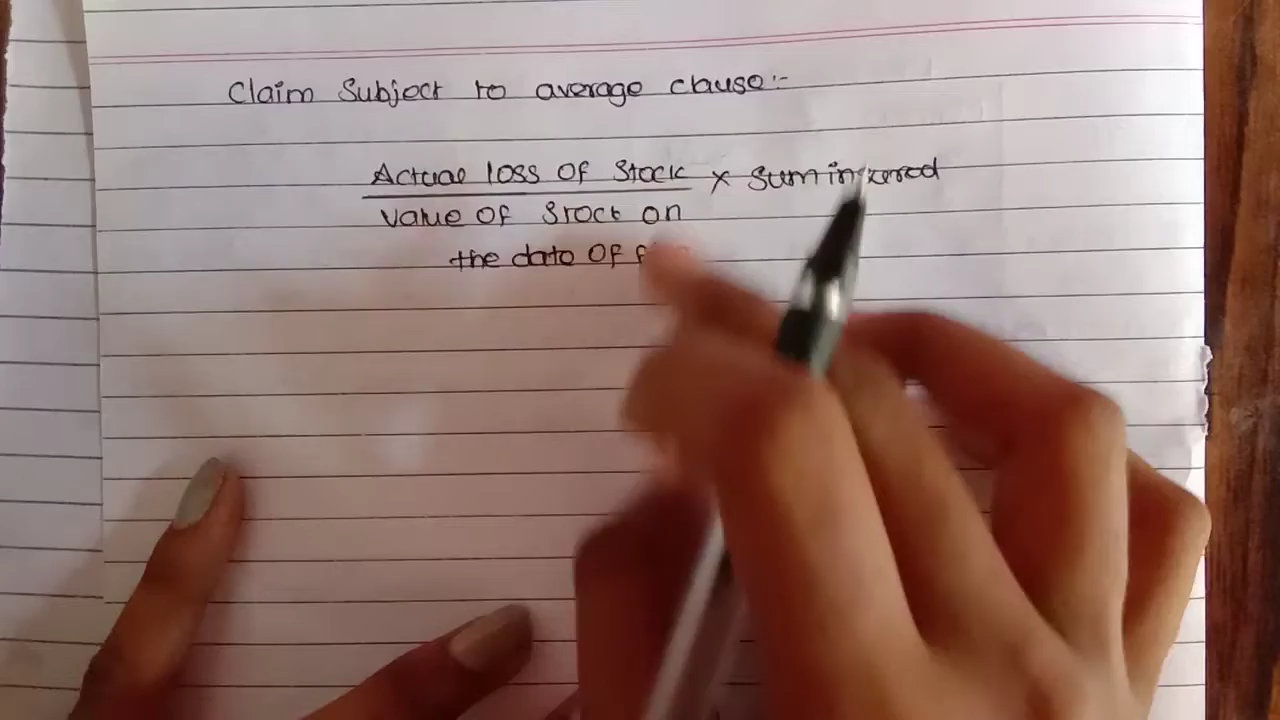 Claim Subject to average clause:-
Actual loss of Stock × Sum insured
Value of Stock on
the date of